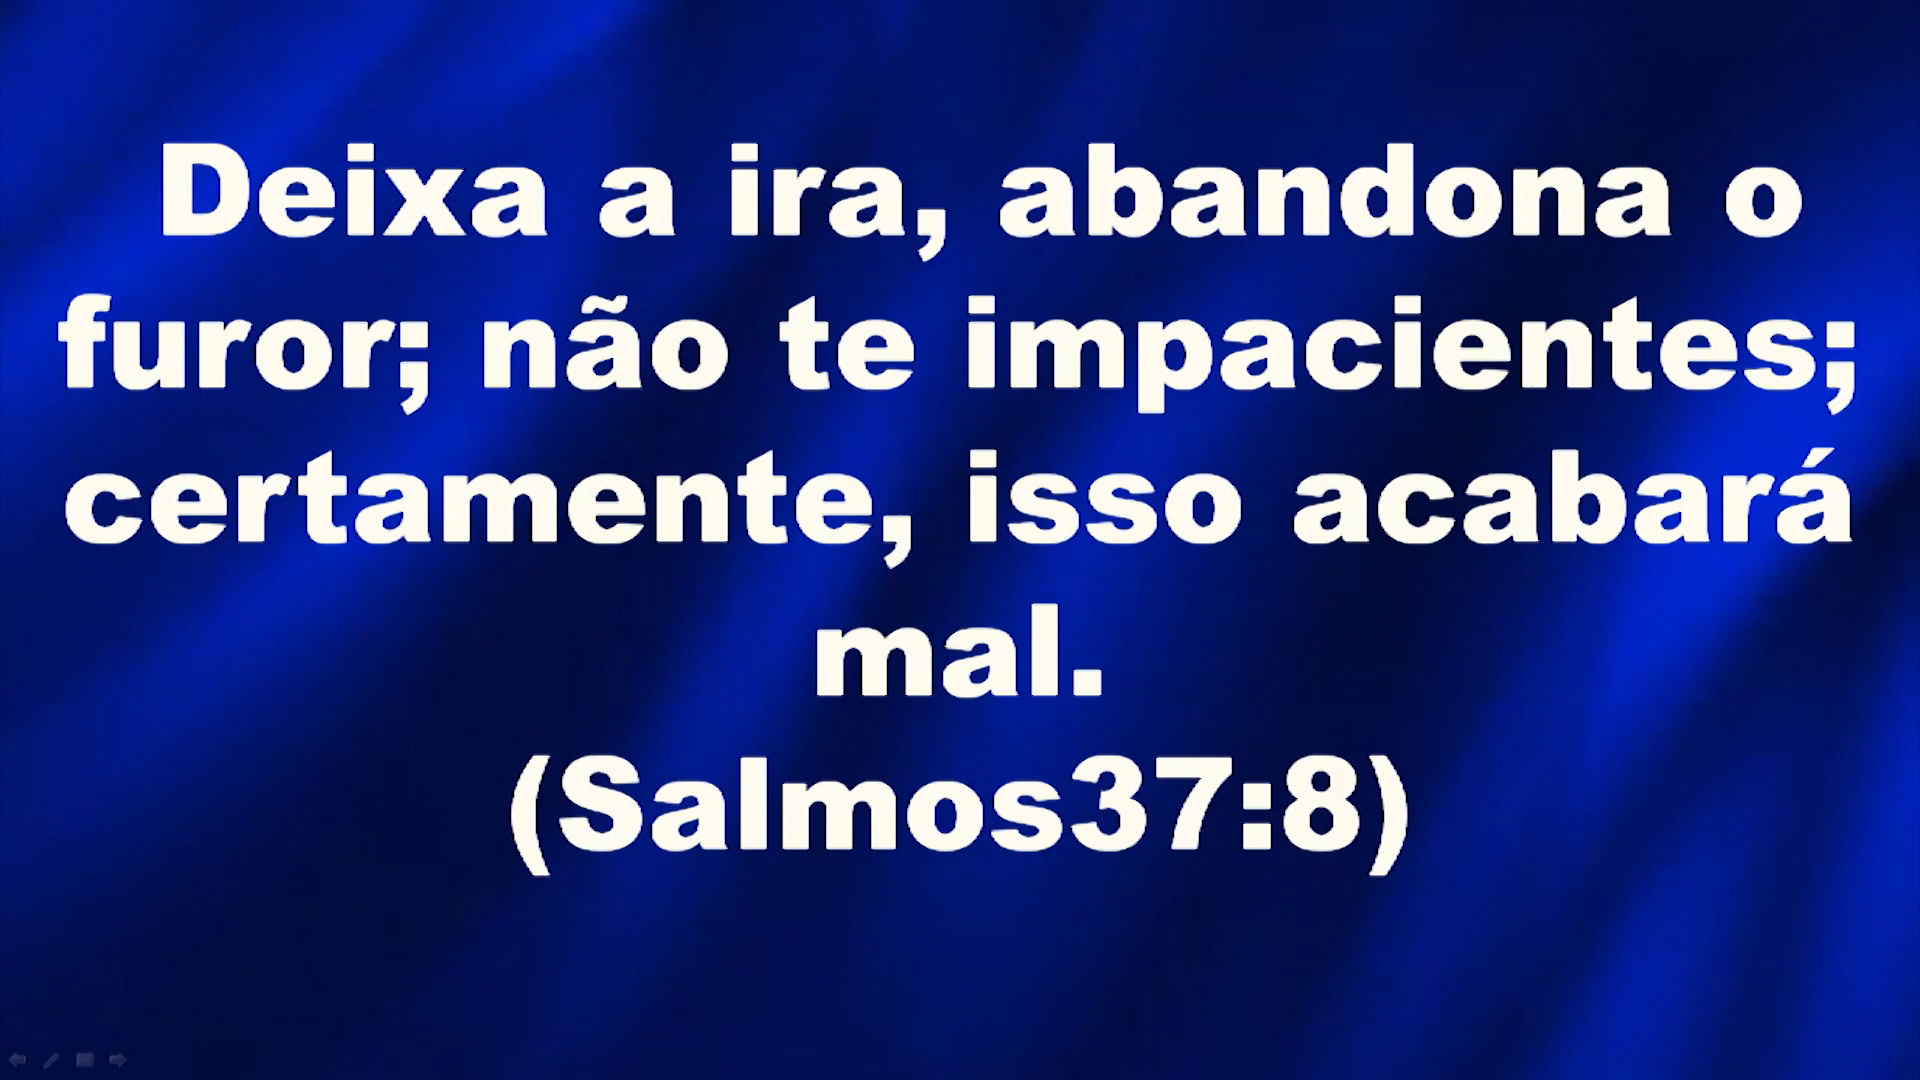 Deixa a ira, abandona o
furor; não te impacientes;
certamente, isso acabará
mal.
(Salmos37:8)